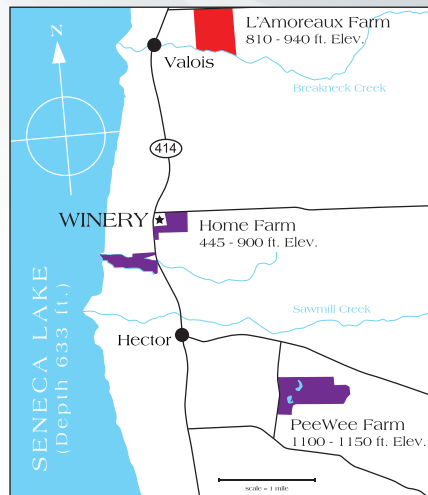 L'Amoreaux Farm
810 - 940 ft. Elev.
N
Valois
Breakneck Creek
414
WINERY
Home Farm
445 - 900 ft. Elev.
SENECA LAKE
(Depth 633 ft.)
Sawmill Creek
Hector
PeeWee Farm
1100 - 1150 ft. Elev.
scale = 1 mile